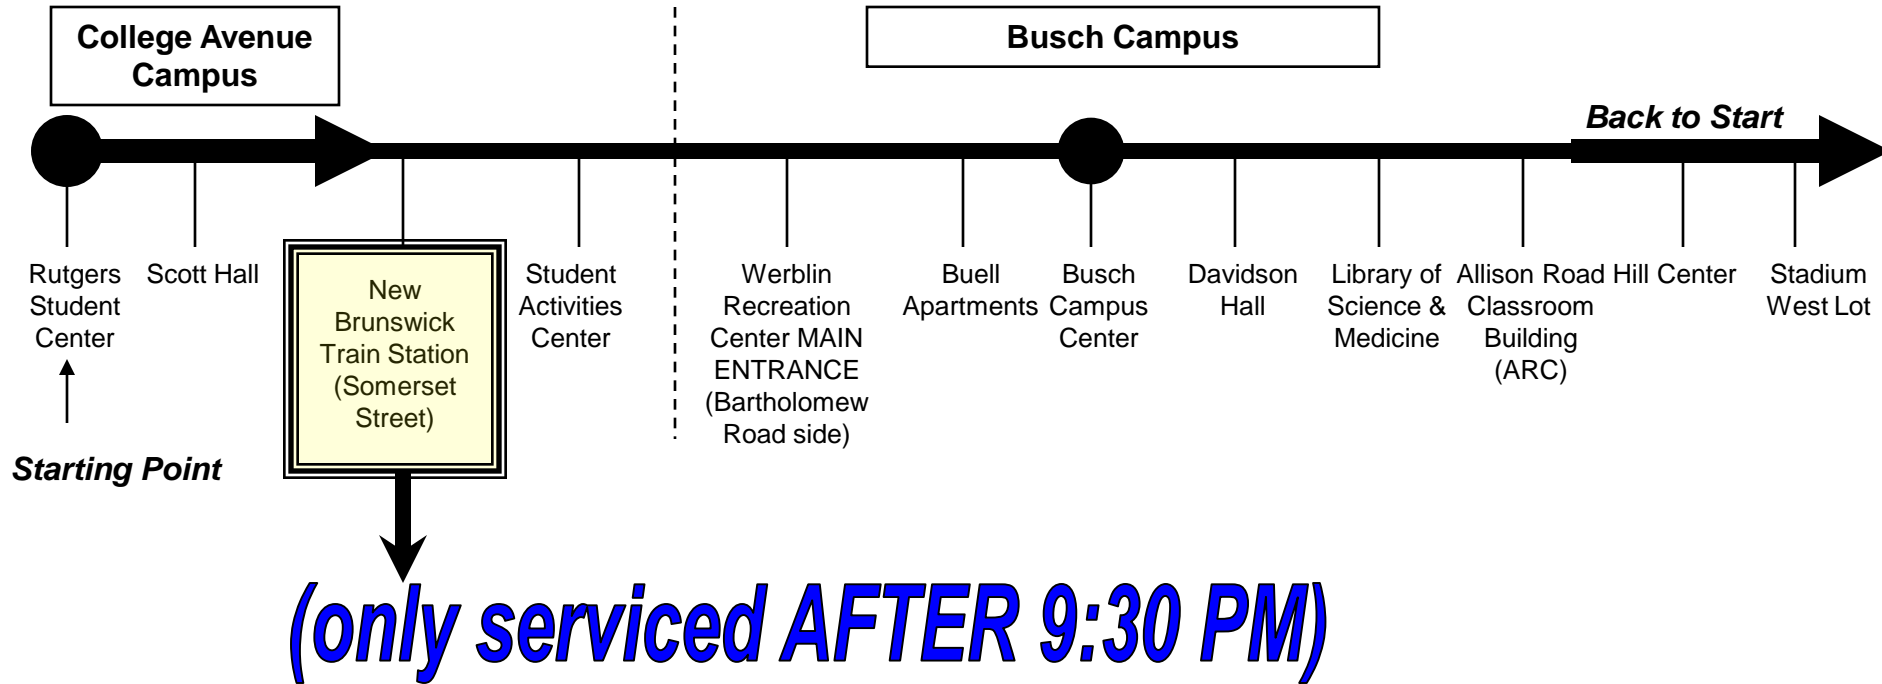 College Avenue
Campus
Busch Campus
Back to Start
Rutgers
Student
Center
Starting Point
Scott Hall
New
Brunswick
Train Station
(Somerset
Street)
Student
Activities
Center
Werblin
Recreation
Center MAIN
ENTRANCE
(Bartholomew
Road side)
Buell
Apartments
Busch
Campus
Center
Davidson
Hall
Library of
Science &
Medicine
Allison Road
Classroom
Building
(ARC)
Hill Center
Stadium
West Lot
(only serviced AFTER 9:30 PM)